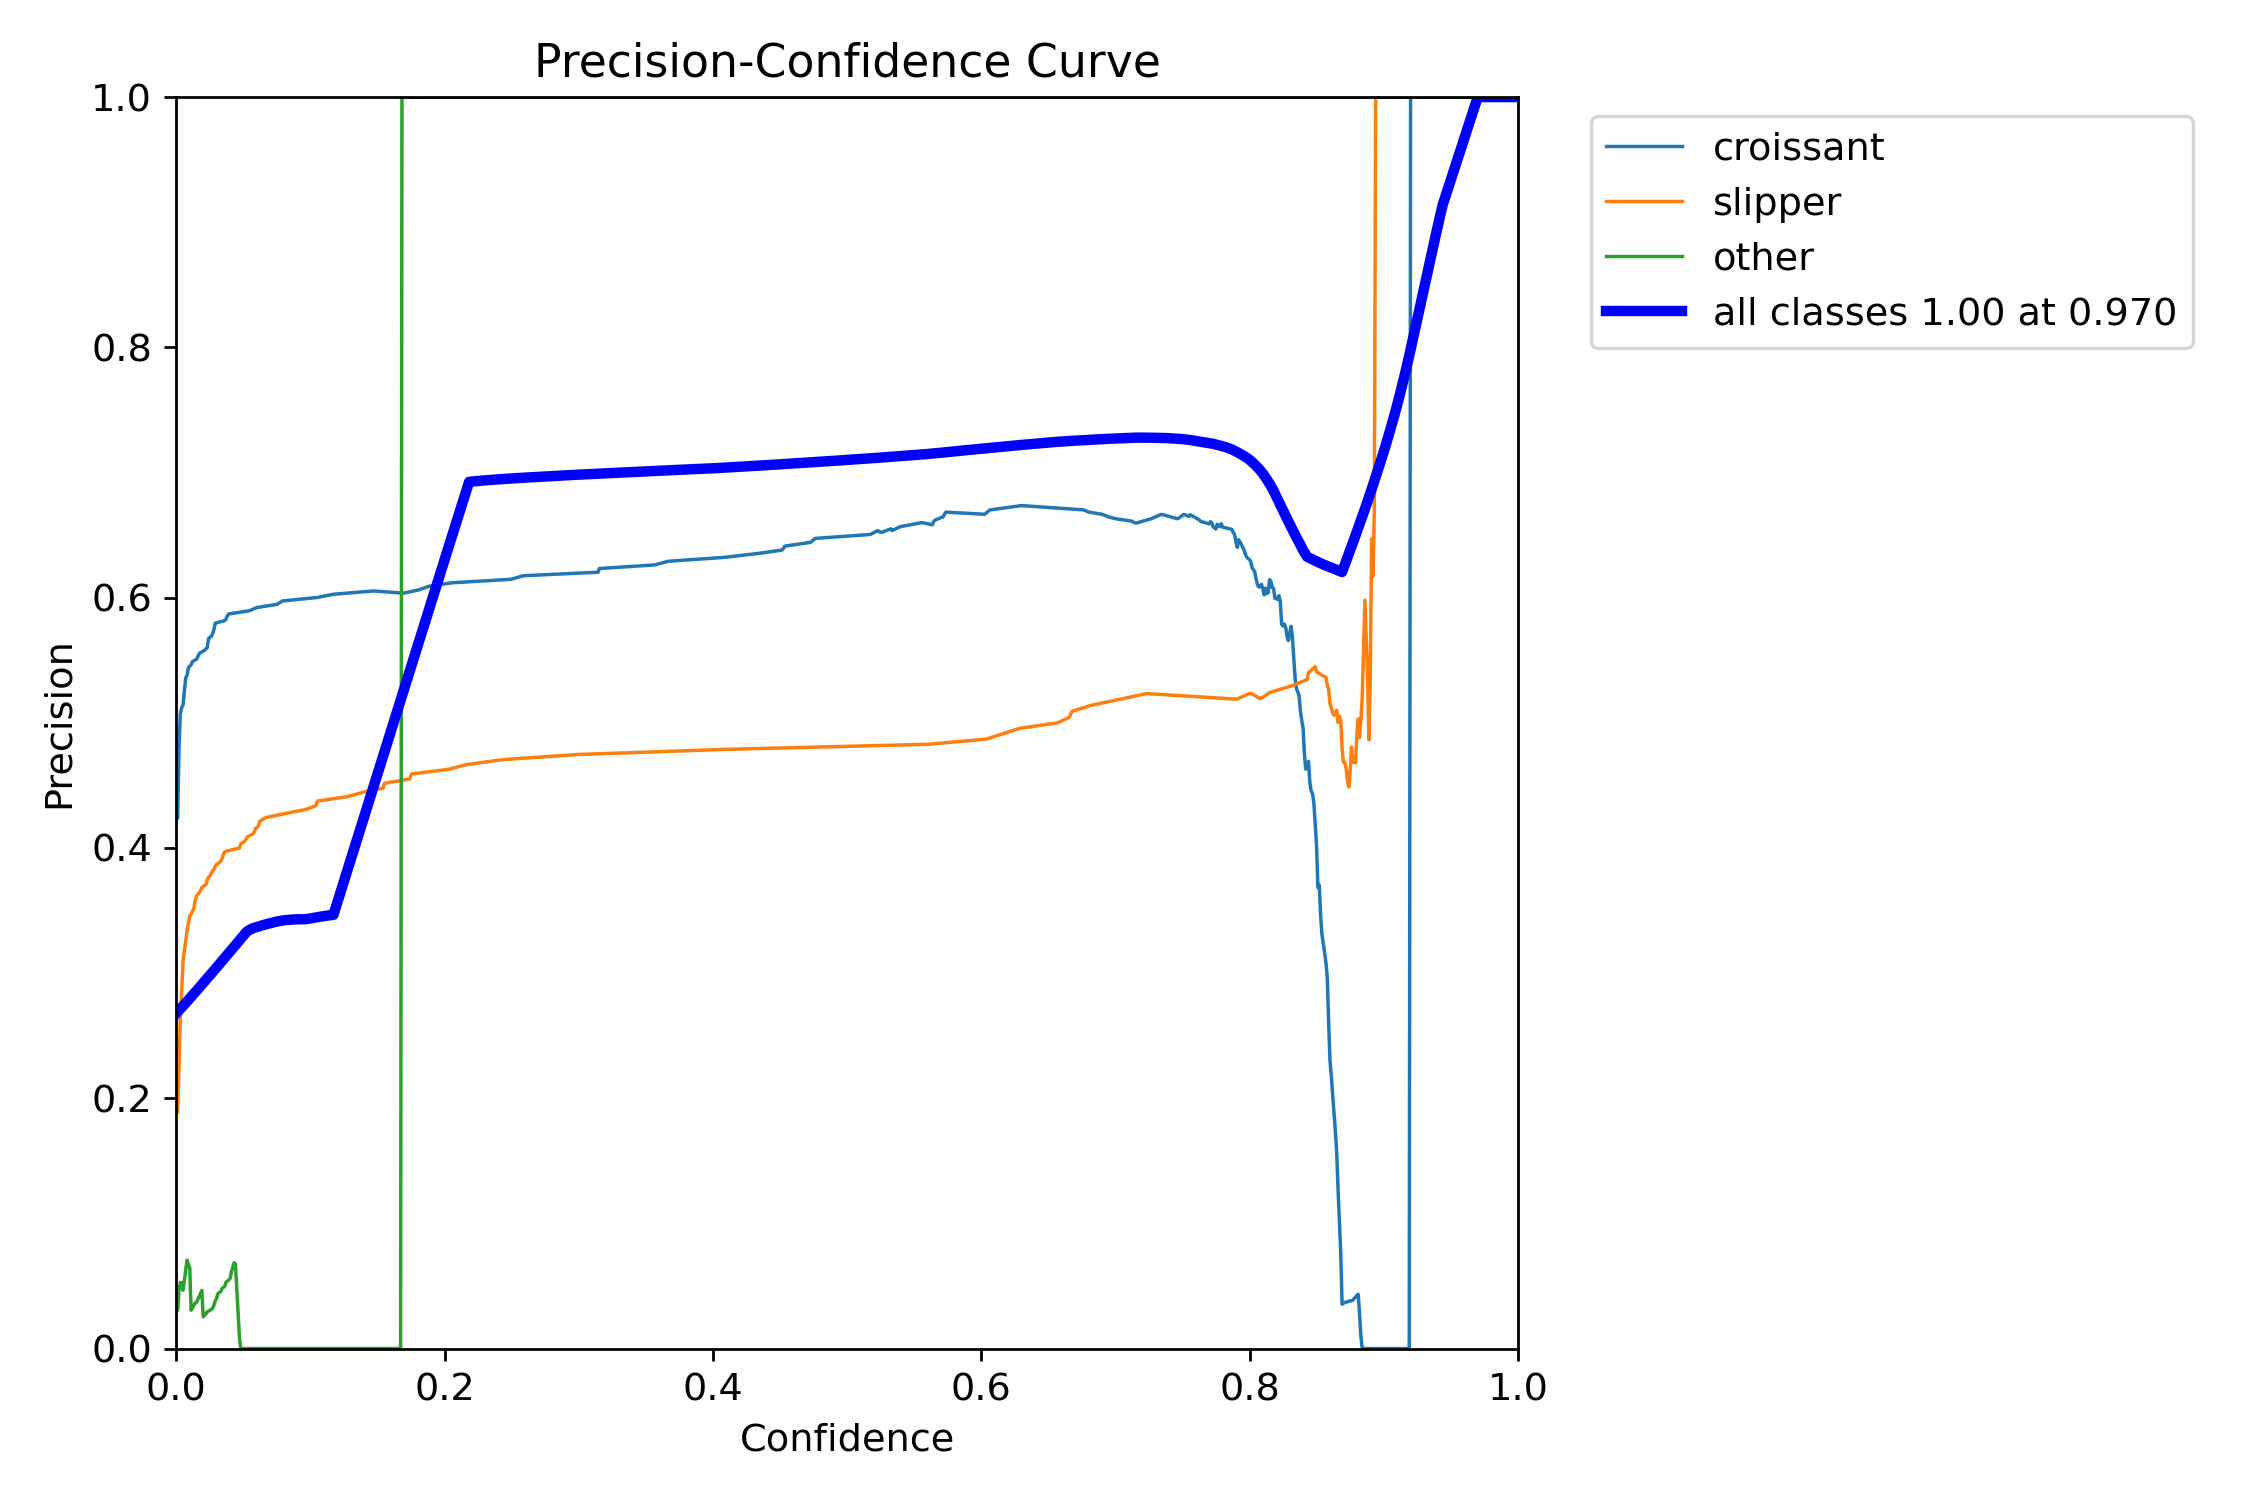 Precision-Confidence Curve
1.0
0.8
0.6
0.4
0.2
0.0
Precision
0.0 0.2 0.4 0.6 0.8 1.0
Confidence
croissant
slipper
other
all classes 1.00 at 0.970